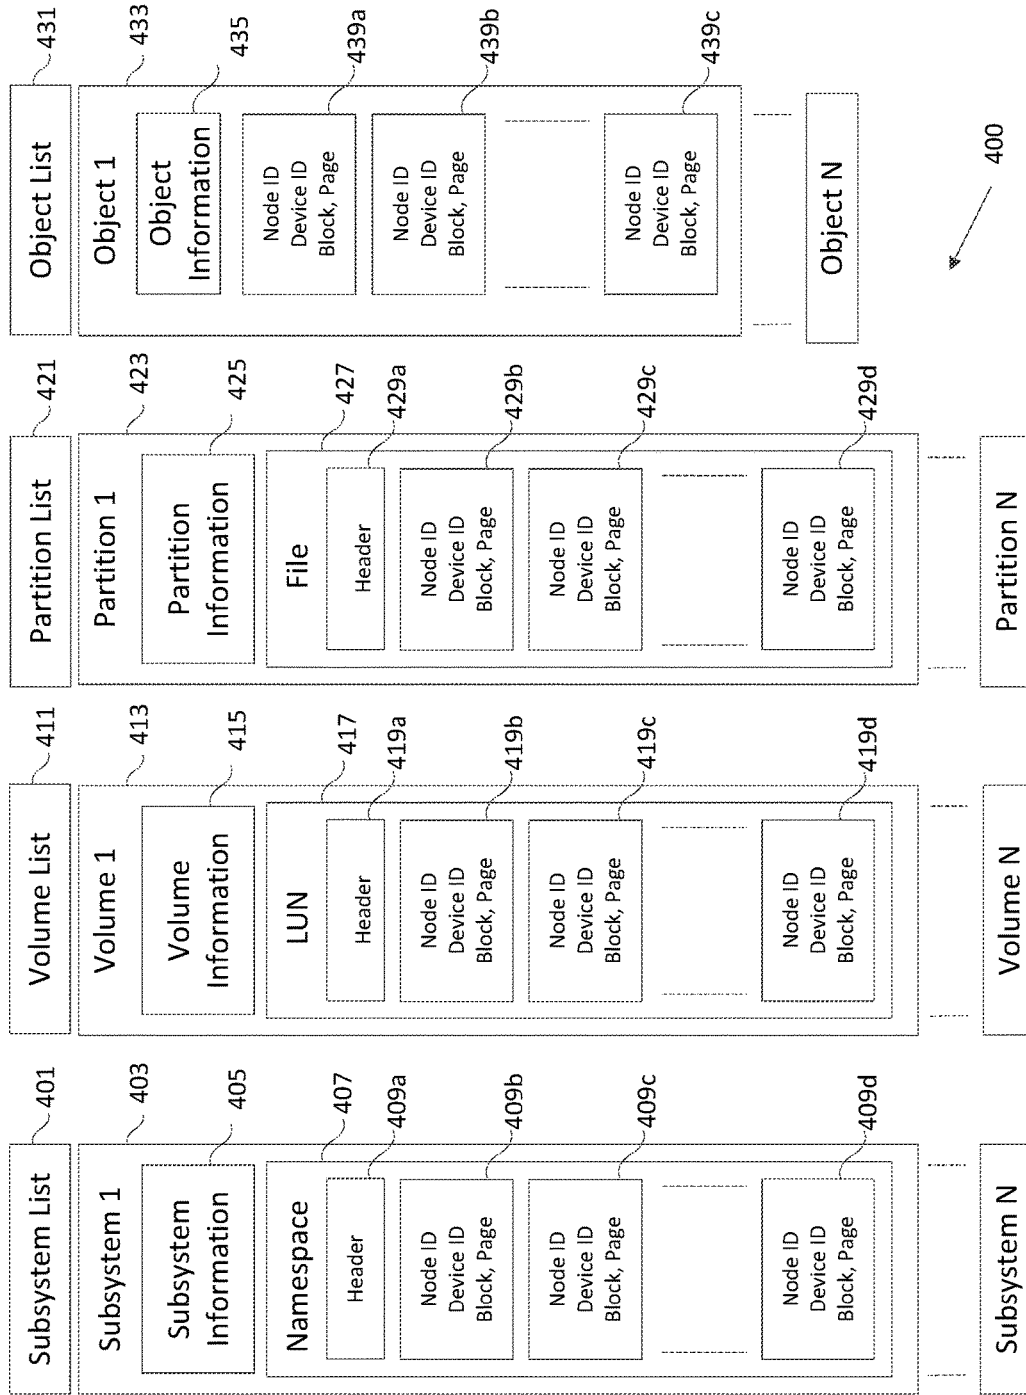 Subsystem List
401
Subsystem 1
403
Subsystem
Information
405
Namespace
407
Header
409a
Node ID
Device ID
Block, Page
409b
Node ID
Device ID
Block, Page
409c
Node ID
Device ID
Block, Page
409d
Subsystem N
Volume List
411
Volume 1
413
Volume
Information
415
LUN
417
Header
419a
Node ID
Device ID
Block, Page
419b
Node ID
Device ID
Block, Page
419c
Node ID
Device ID
Block, Page
419d
Volume N
Partition List
421
Partition 1
423
Partition
Information
425
File
427
Header
429a
Node ID
Device ID
Block, Page
429b
Node ID
Device ID
Block, Page
429c
Node ID
Device ID
Block, Page
429d
Partition N
Object List
431
Object 1
433
Object
Information
435
Node ID
Device ID
Block, Page
439a
Node ID
Device ID
Block, Page
439b
Node ID
Device ID
Block, Page
439c
Object N
400